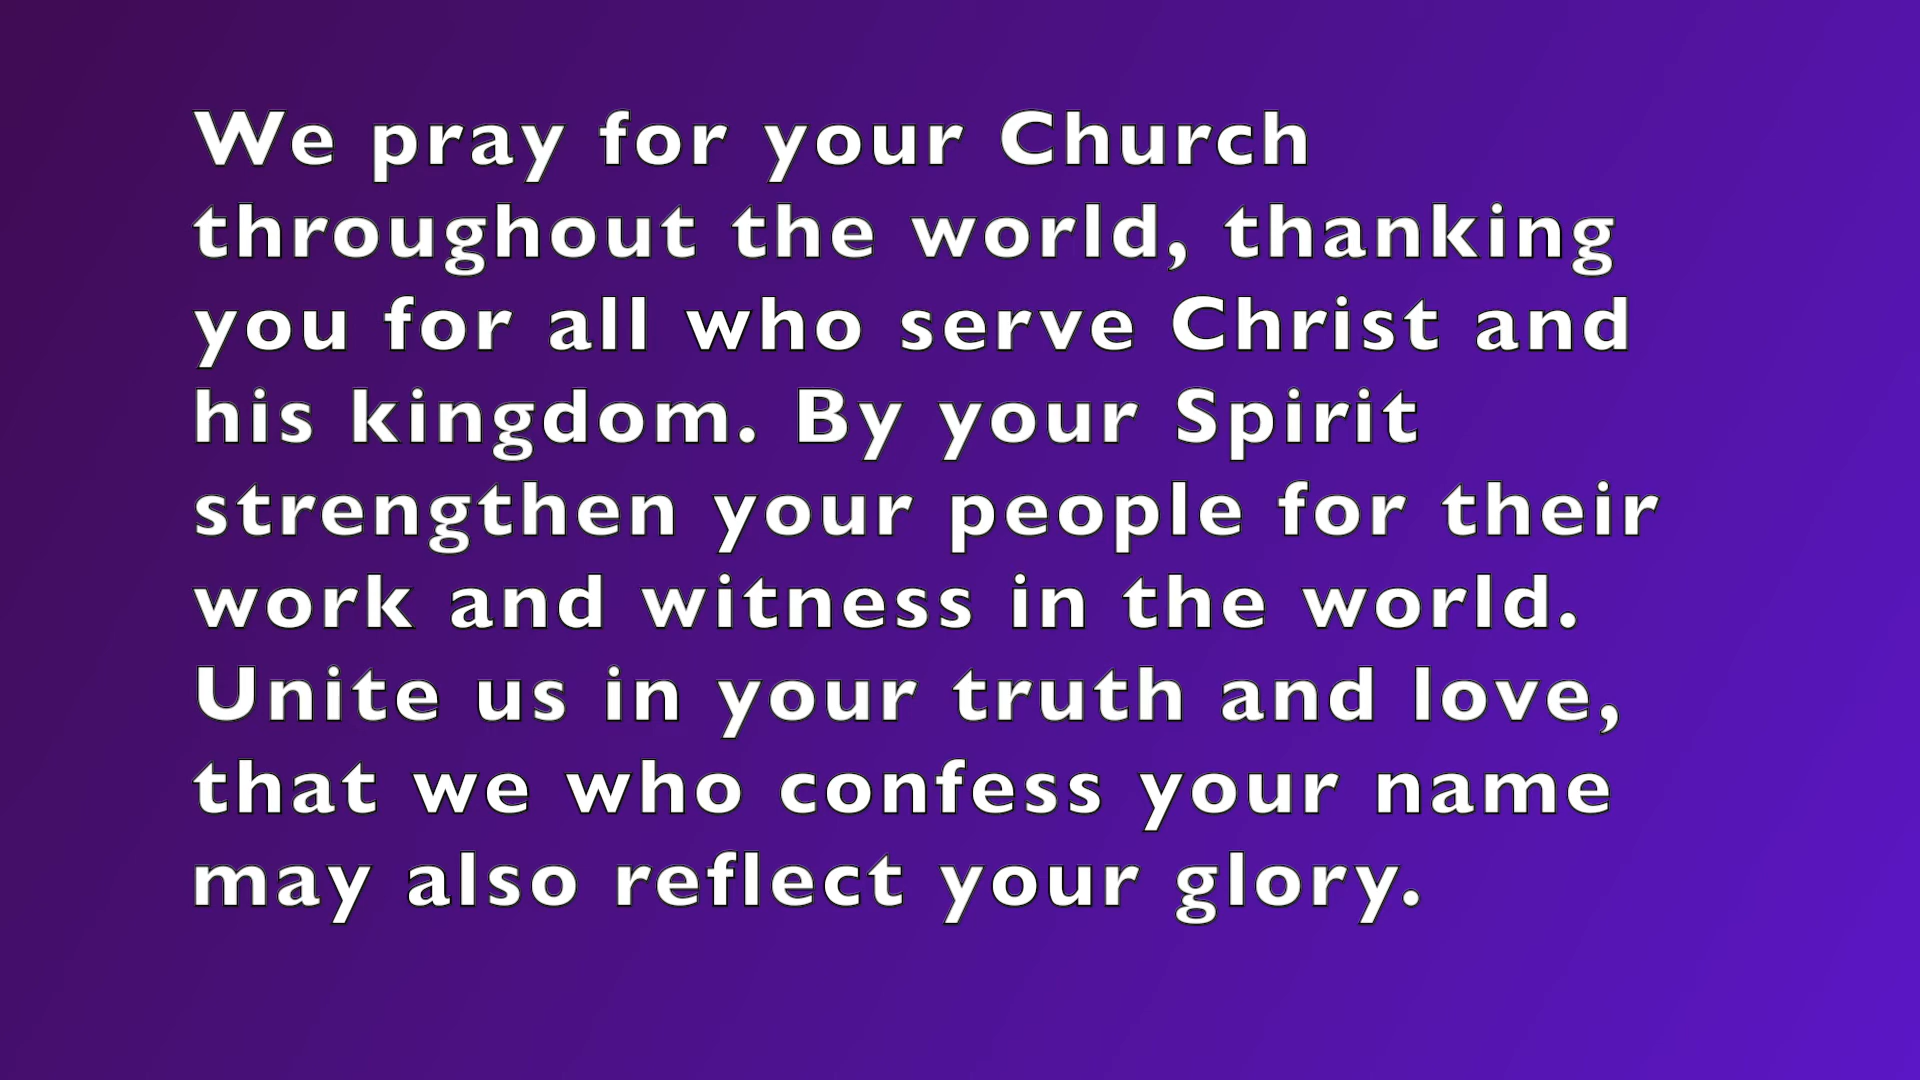 We pray for your Church
throughout the world, thanking
you for all who serve Christ and
his kingdom. By your Spirit
strengthen your people for their
work and witness in the world.
Unite us in your truth and love,
that we who confess your name
may also reflect your glory.